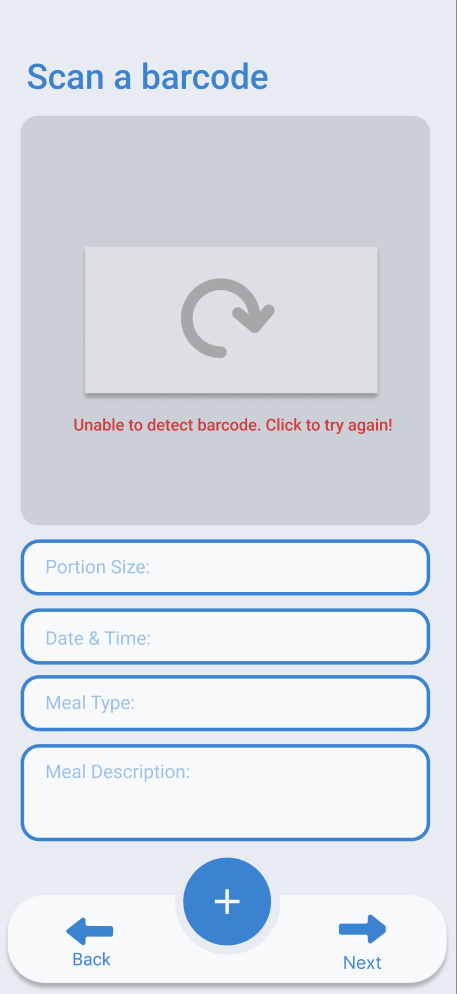 Scan a barcode
Unable to detect barcode. Click to try again!
Portion Size:
Date & Time:
Meal Type:
Meal Description:
+
Back
Next